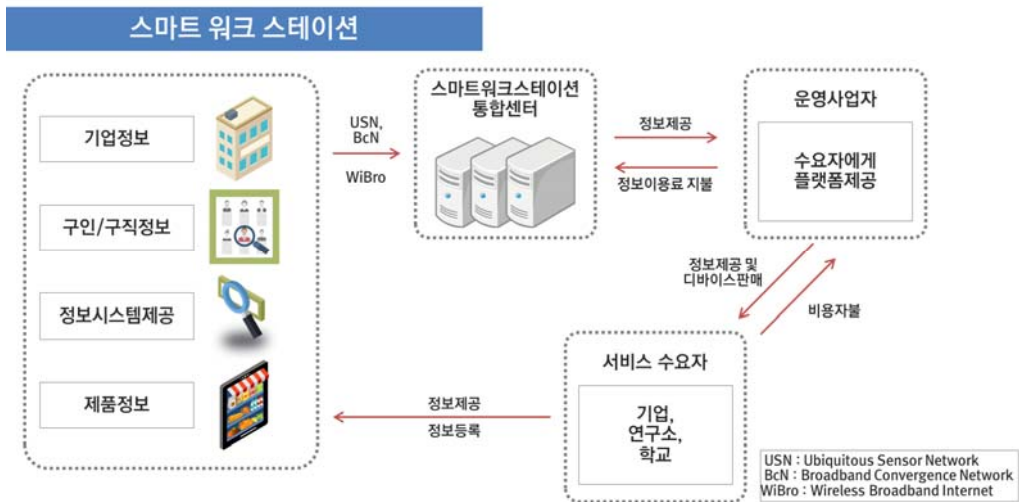 스마트 워크 스테이션
기업정보
구인/구직정보
정보시스템제공
제품정보
USN,
BcN
WiBro
스마트워크스테이션
통합센터
정보제공
정보이용료 지불
운영사업자
수요자에게
플랫폼제공
정보제공 및
디바이스판매
비용자불
서비스 수요자
기업,
연구소,
학교
정보제공
정보등록
USN : Ubiquitous Sensor Network
BcN : Broadband Convergence Network
WiBro : Wireless Broadband Internet